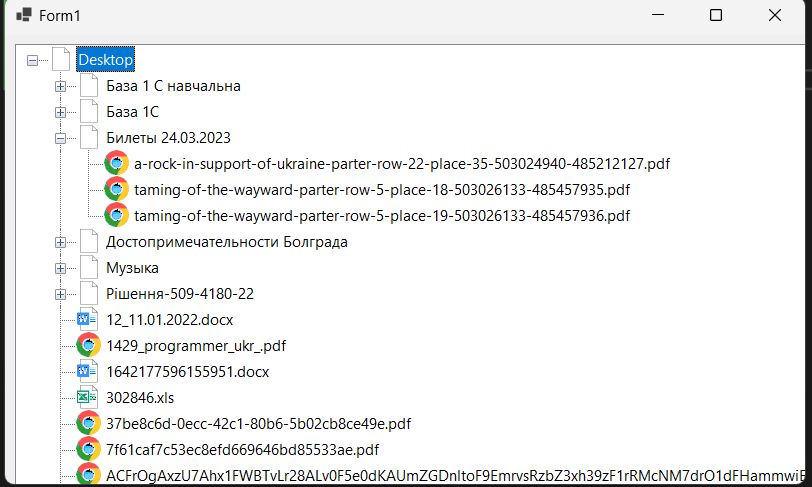 Form1
Desktop
База 1 С навчальна
База 1С
Билеты 24.03.2023
a-rock-in-support-of-ukraine-parter-row-22-place-35-503024940-485212127.pdf
taming-of-the-wayward-parter-row-5-place-18-503026133-485457935.pdf
taming-of-the-wayward-parter-row-5-place-19-503026133-485457936.pdf
Достопримечательности Болграда
Музыка
Рішення-509-4180-22
12_11.01.2022.docx
1429_programmer_ukr_.pdf
1642177596155951.docx
302846.xls
37be8c6d-0ecc-42c1-80b6-5b02cb8ce49e.pdf
7f61caf7c53ec8efd669646bd85533ae.pdf
ACFrOgAxzU7Ahx1FWBTvLr28ALv0F5e0dKAUmZGDnltoF9EmrvsRzbZ3xh39zF1rRMcNM7drO1dFHammwiE